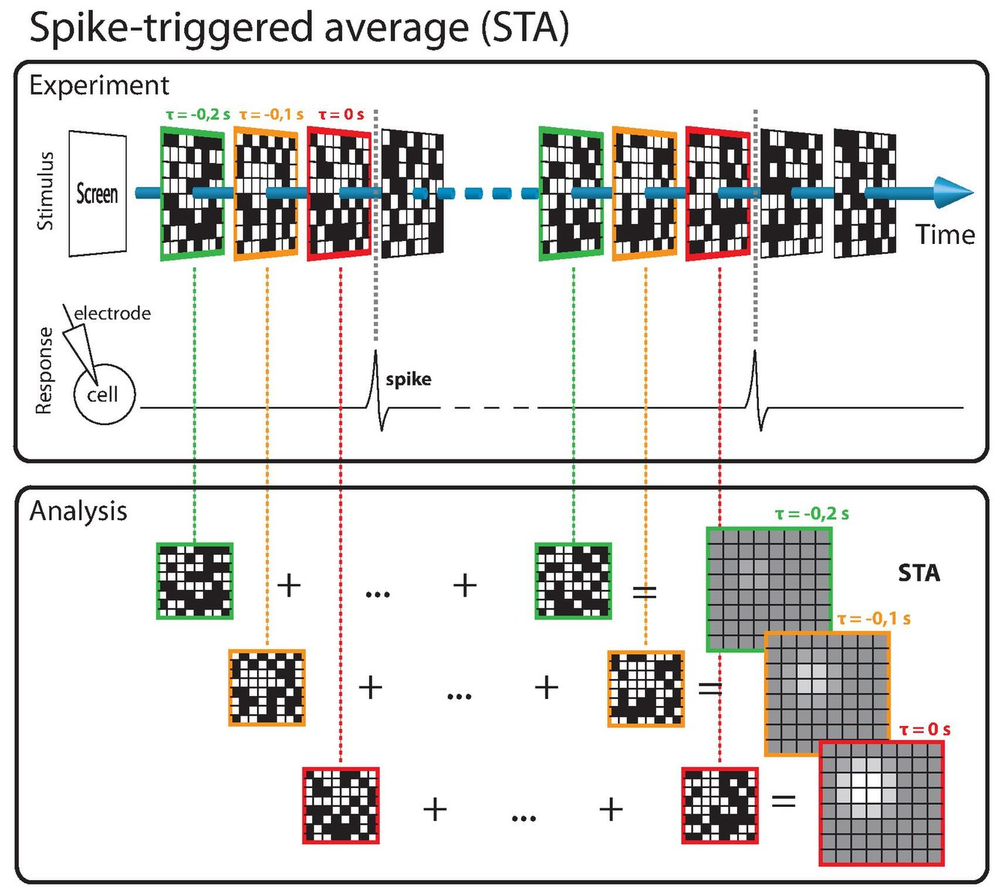 Spike-triggered average (STA)
Experiment
τ = -0,2 s τ = -0,1 s τ = 0 s
Stimulus
Screen
Time
Response
electrode
cell
spike
Analysis
τ = -0,2 s
+ ... + =
STA
τ = -0,1 s
+ ... + =
τ = 0 s
+ ... + =